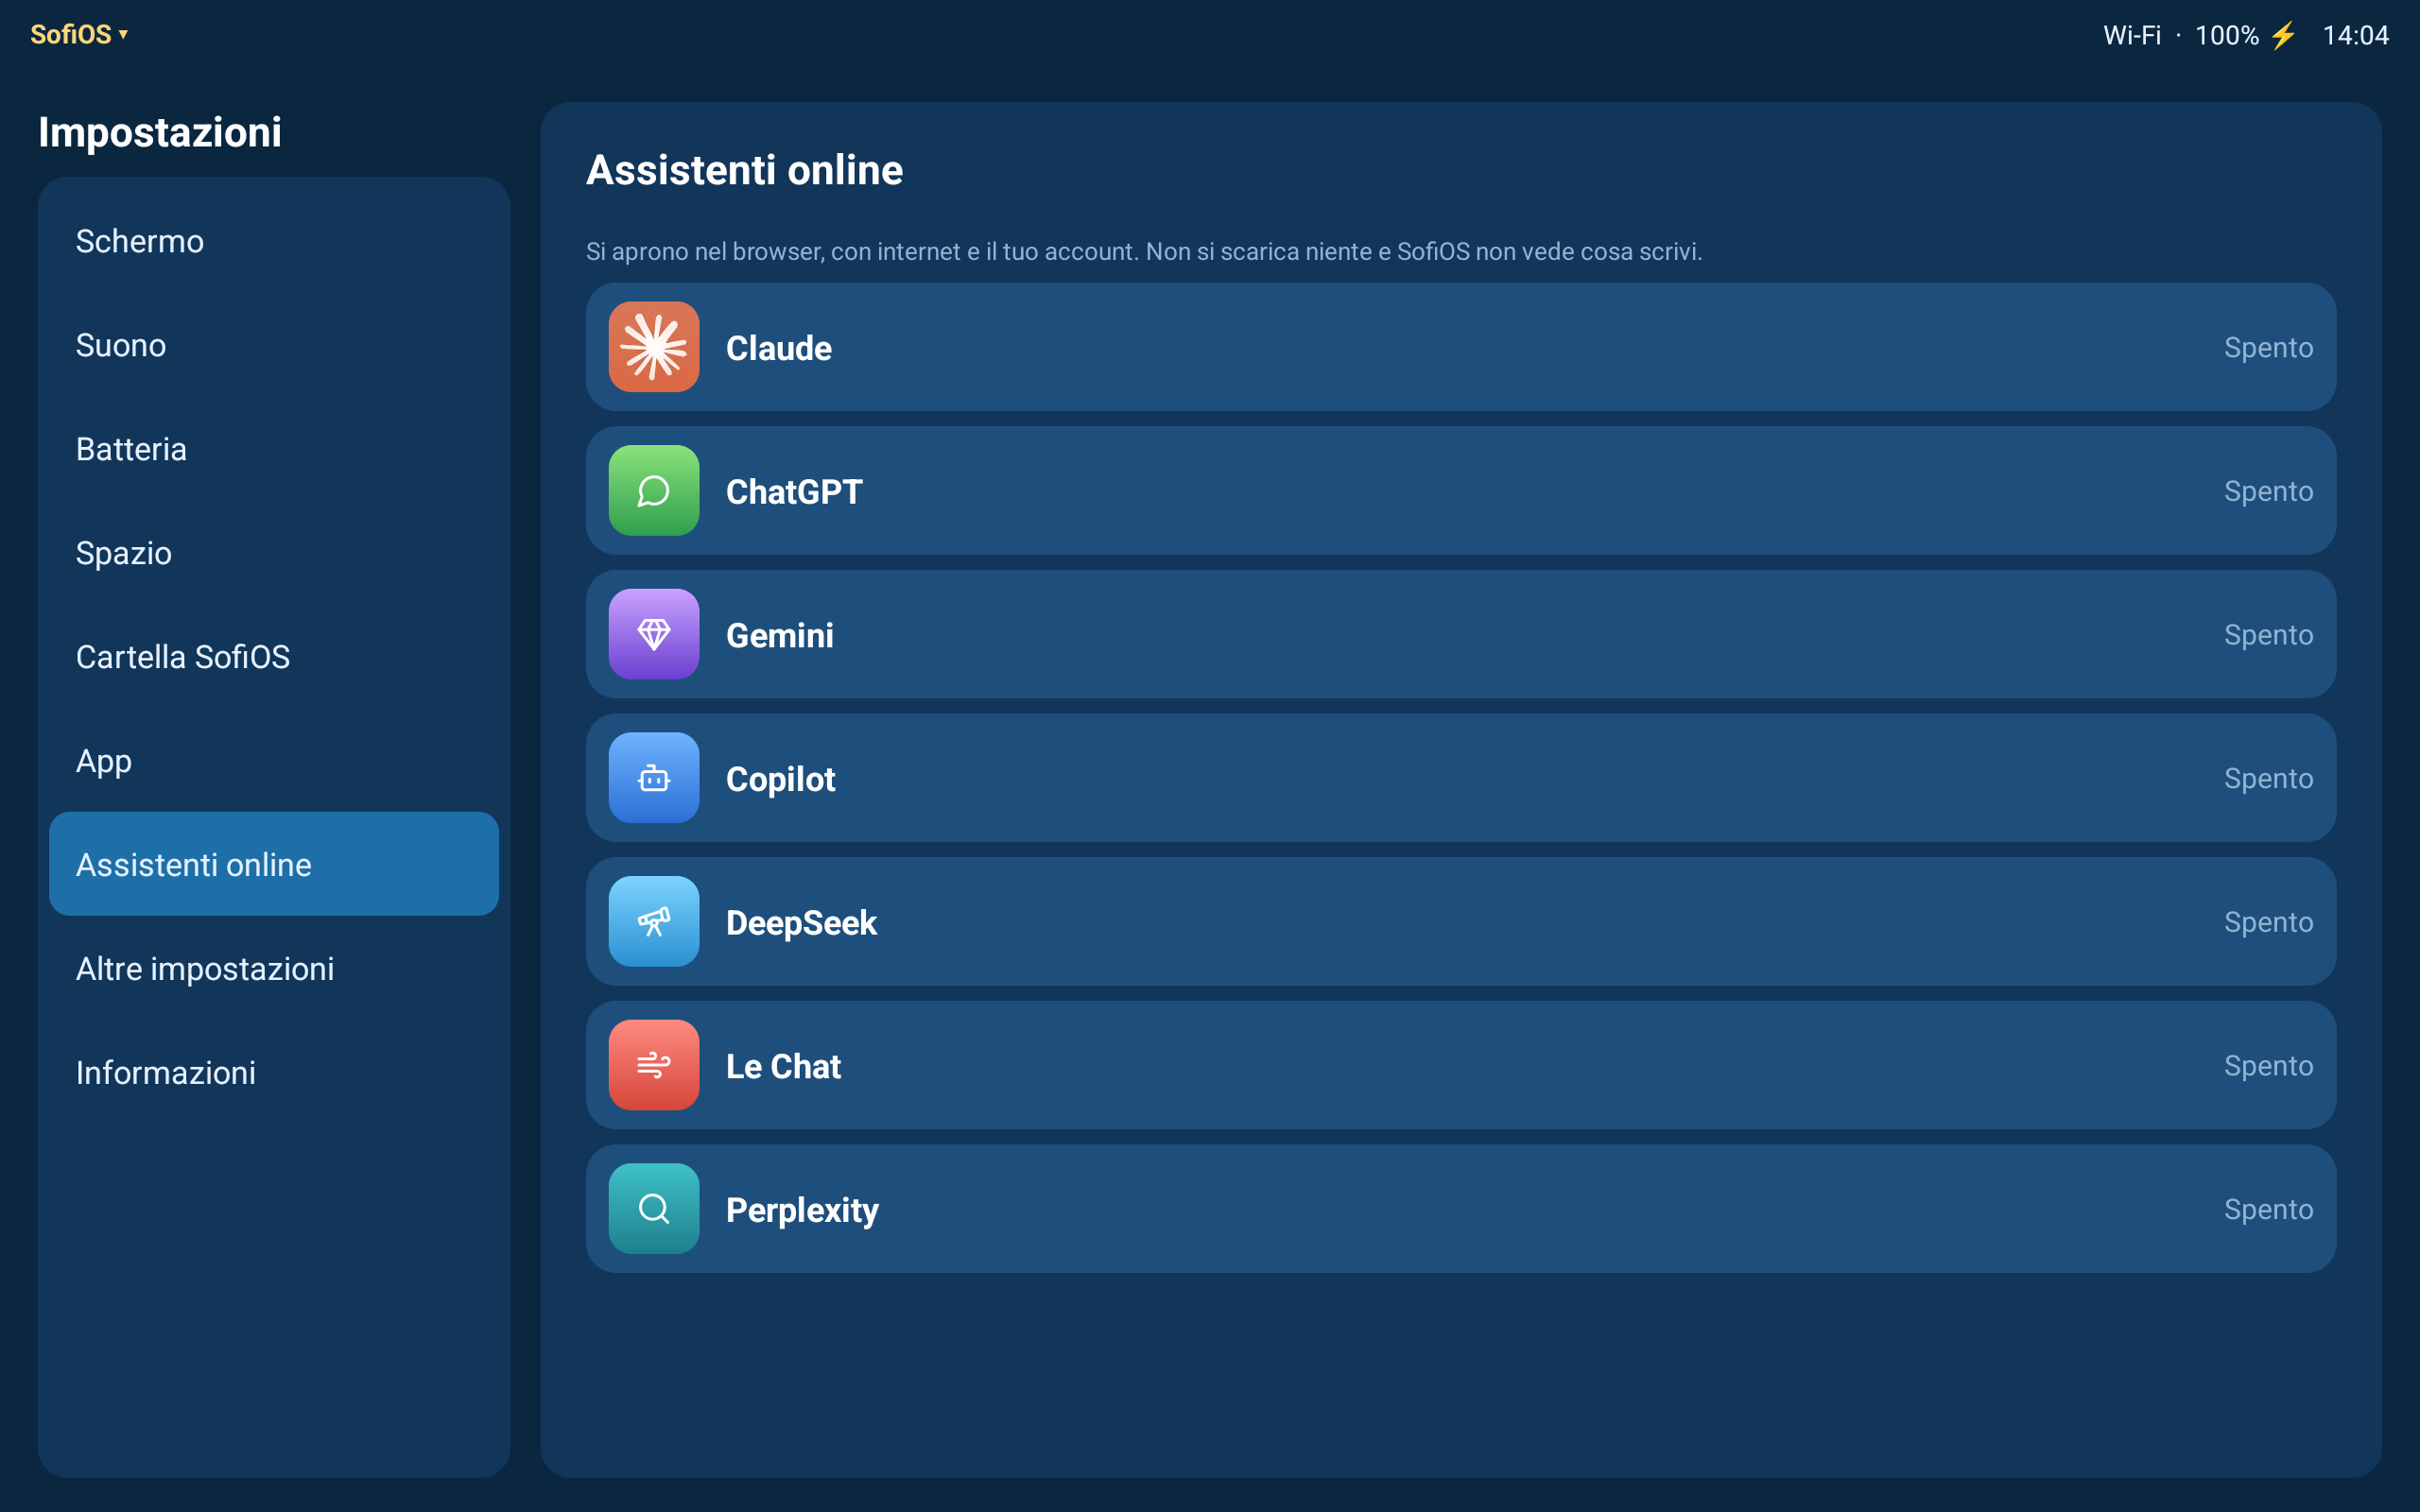 SofiOS ▾
Wi-Fi · 100% ⚡ 14:04
Impostazioni
Schermo
Suono
Batteria
Spazio
Cartella SofiOS
App
Assistenti online
Altre impostazioni
Informazioni
Assistenti online
Si aprono nel browser, con internet e il tuo account. Non si scarica niente e SofiOS non vede cosa scrivi.
Claude Spento
ChatGPT Spento
Gemini Spento
Copilot Spento
DeepSeek Spento
Le Chat Spento
Perplexity Spento